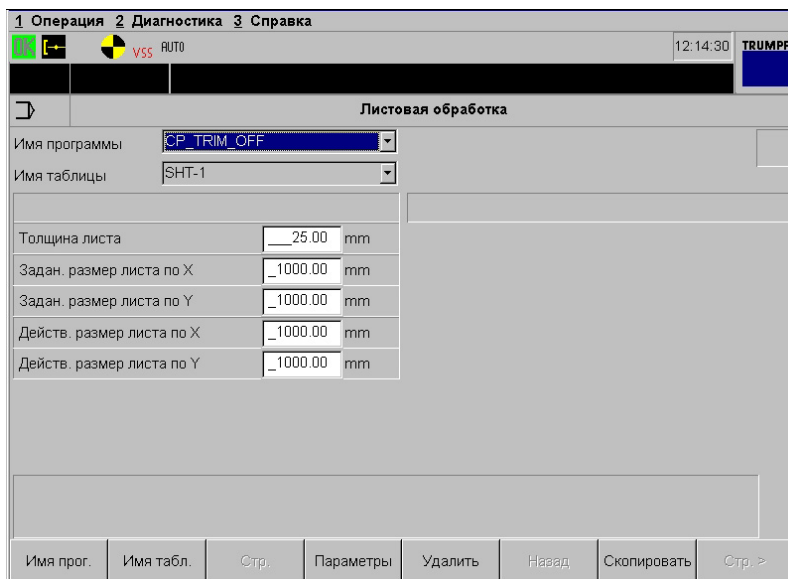 1 Операция 2 Диагностика 3 Справка
OK VSS AUTO 12:14:30 TRUMPF
Листовая обработка
Имя программы CP_TRIM_OFF
Имя таблицы SHT-1
Толщина листа ___25.00 mm
Задан. размер листа по X _1000.00 mm
Задан. размер листа по Y _1000.00 mm
Действ. размер листа по X _1000.00 mm
Действ. размер листа по Y _1000.00 mm
Имя прог. Имя табл. Стр. Параметры Удалить Назад Скопировать Стр. >